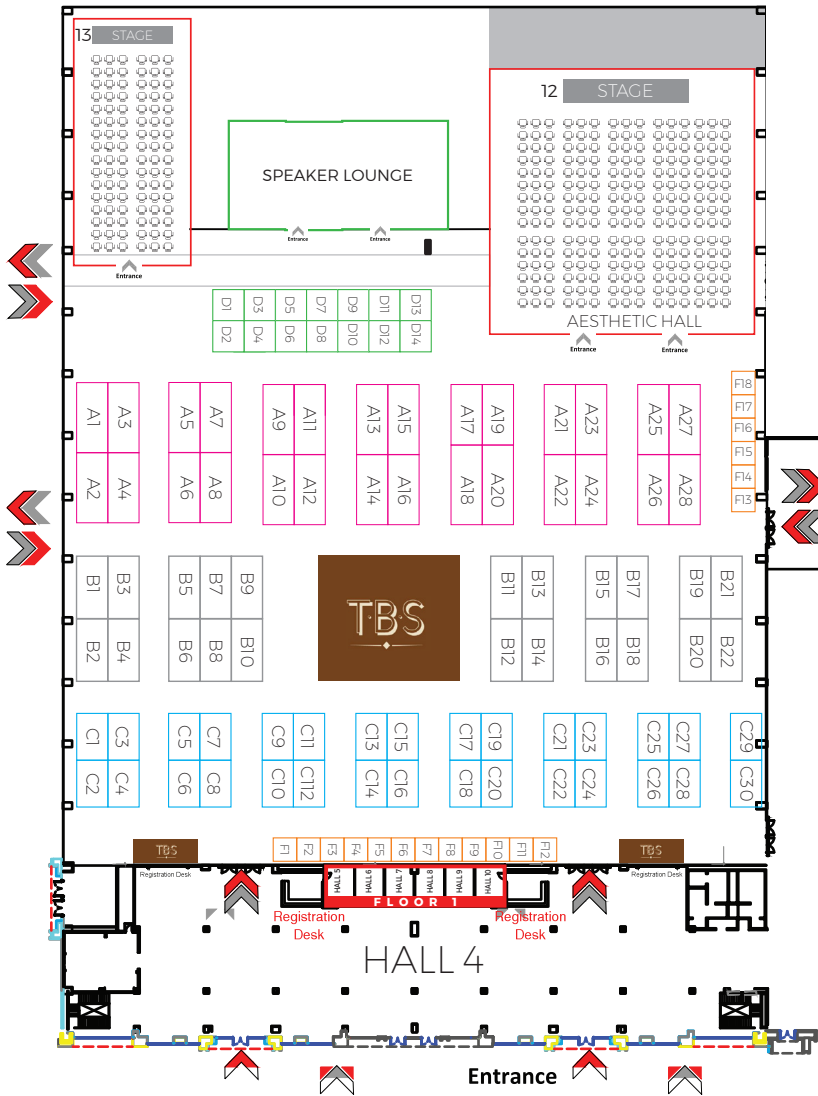 13 STAGE
12 STAGE
SPEAKER LOUNGE
Entrance Entrance
Entrance
AESTHETIC HALL
Entrance Entrance
D1 D3 D5 D7 D9 D11 D13
D2 D4 D6 D8 D10 D12 D14
F18
F17
F16
F15
F14
F13
A1 A3 A5 A7 A9 A11 A13 A15 A17 A19 A21 A23 A25 A27
A2 A4 A6 A8 A10 A12 A14 A16 A18 A20 A22 A24 A26 A28
B1 B3 B5 B7 B9 B11 B13 B15 B17 B19 B21
TBS
B2 B4 B6 B8 B10 B12 B14 B16 B18 B20 B22
C1 C3 C5 C7 C9 C11 C13 C15 C17 C19 C21 C23 C25 C27 C29
C2 C4 C6 C8 C10 C112 C14 C16 C18 C20 C22 C24 C26 C28 C30
TBS F1 F2 F3 F4 F5 F6 F7 F8 F9 F10 F11 F12 TBS
Registration Desk Registration Desk
HALL 5 HALL 6 HALL 7 HALL 8 HALL 9 HALL 10
FLOOR 1
Registration
Desk
Registration
Desk
HALL 4
Entrance